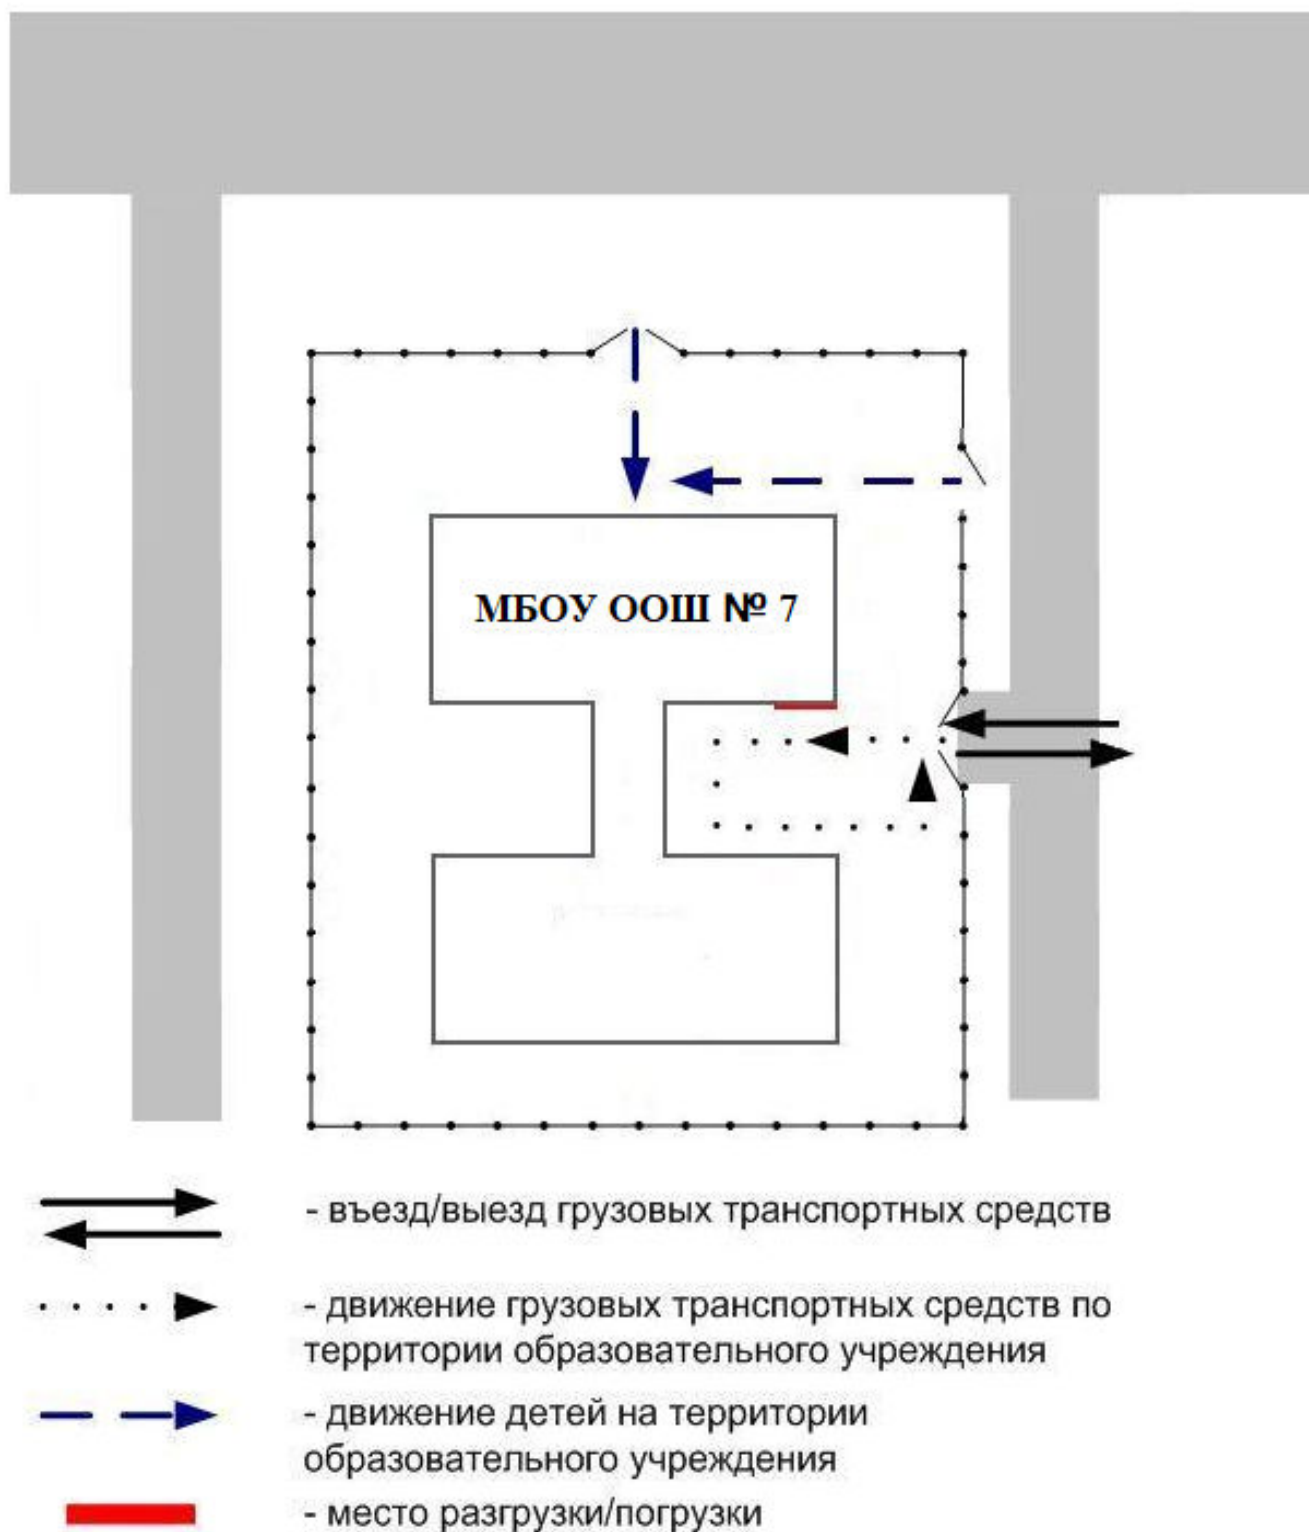 МБОУ ООШ № 7
- въезд/выезд грузовых транспортных средств
- движение грузовых транспортных средств по
территории образовательного учреждения
- движение детей на территории
образовательного учреждения
- место разгрузки/погрузки